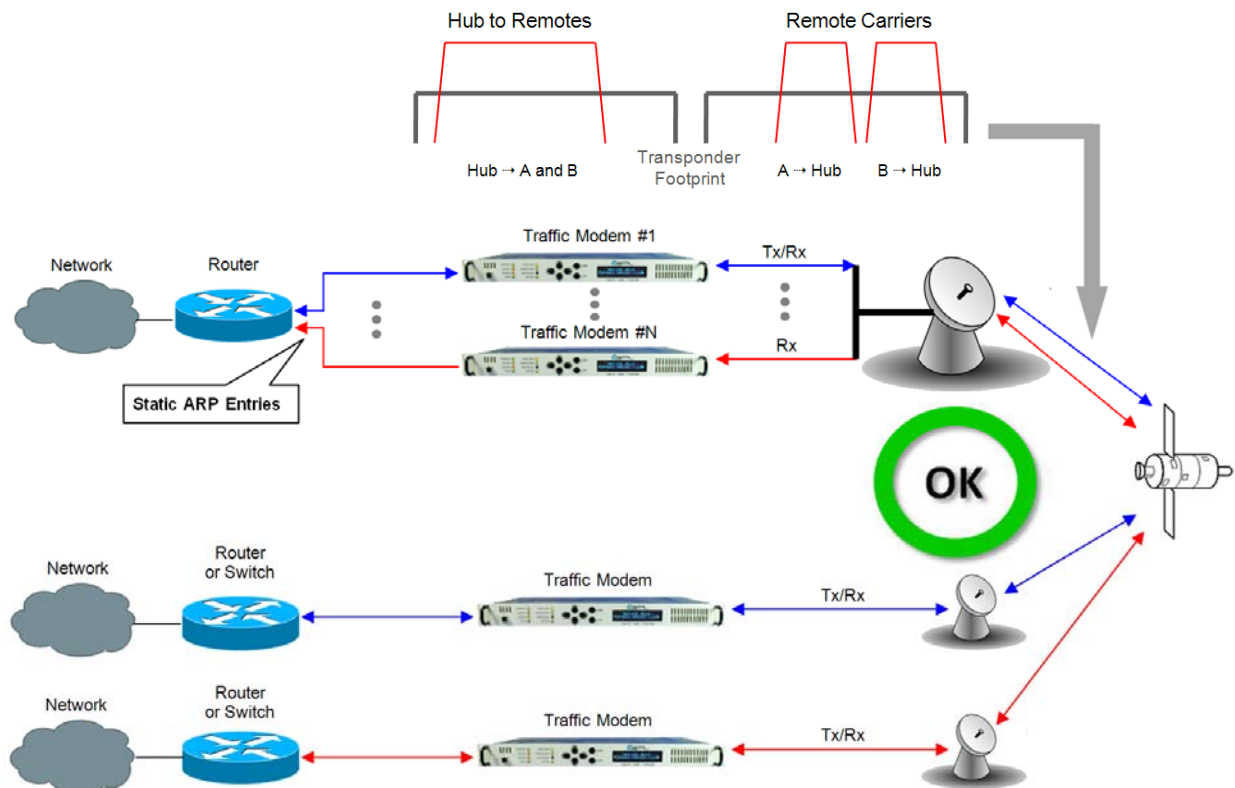 Hub to Remotes
Remote Carriers
Hub ⇢ A and B
Transponder
Footprint
A ⇢ Hub
B ⇢ Hub
Traffic Modem #1
Tx/Rx
Network
Router
Traffic Modem #N
Rx
Static ARP Entries
OK
Network
Router
or Switch
Traffic Modem
Tx/Rx
Network
Router
or Switch
Traffic Modem
Tx/Rx